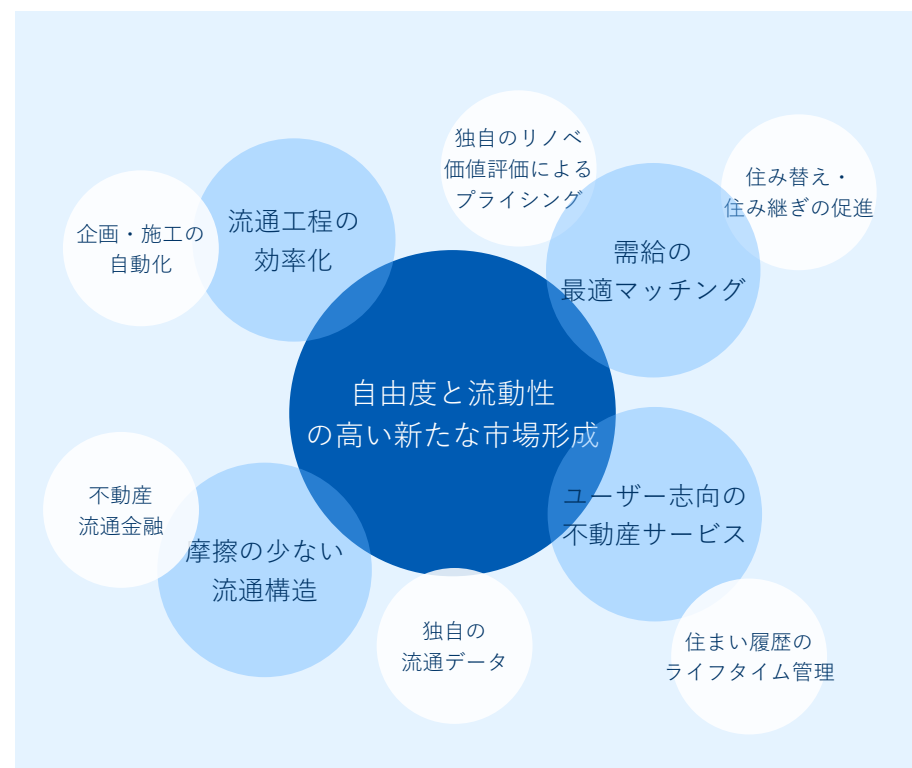 独自のリノベ
価値評価による
プライシング
住み替え・
住み継ぎの促進
流通工程の
効率化
企画・施工の
自動化
需給の
最適マッチング
自由度と流動性
の高い新たな市場形成
不動産
流通金融
摩擦の少ない
流通構造
ユーザー志向の
不動産サービス
独自の
流通データ
住まい履歴の
ライフタイム管理